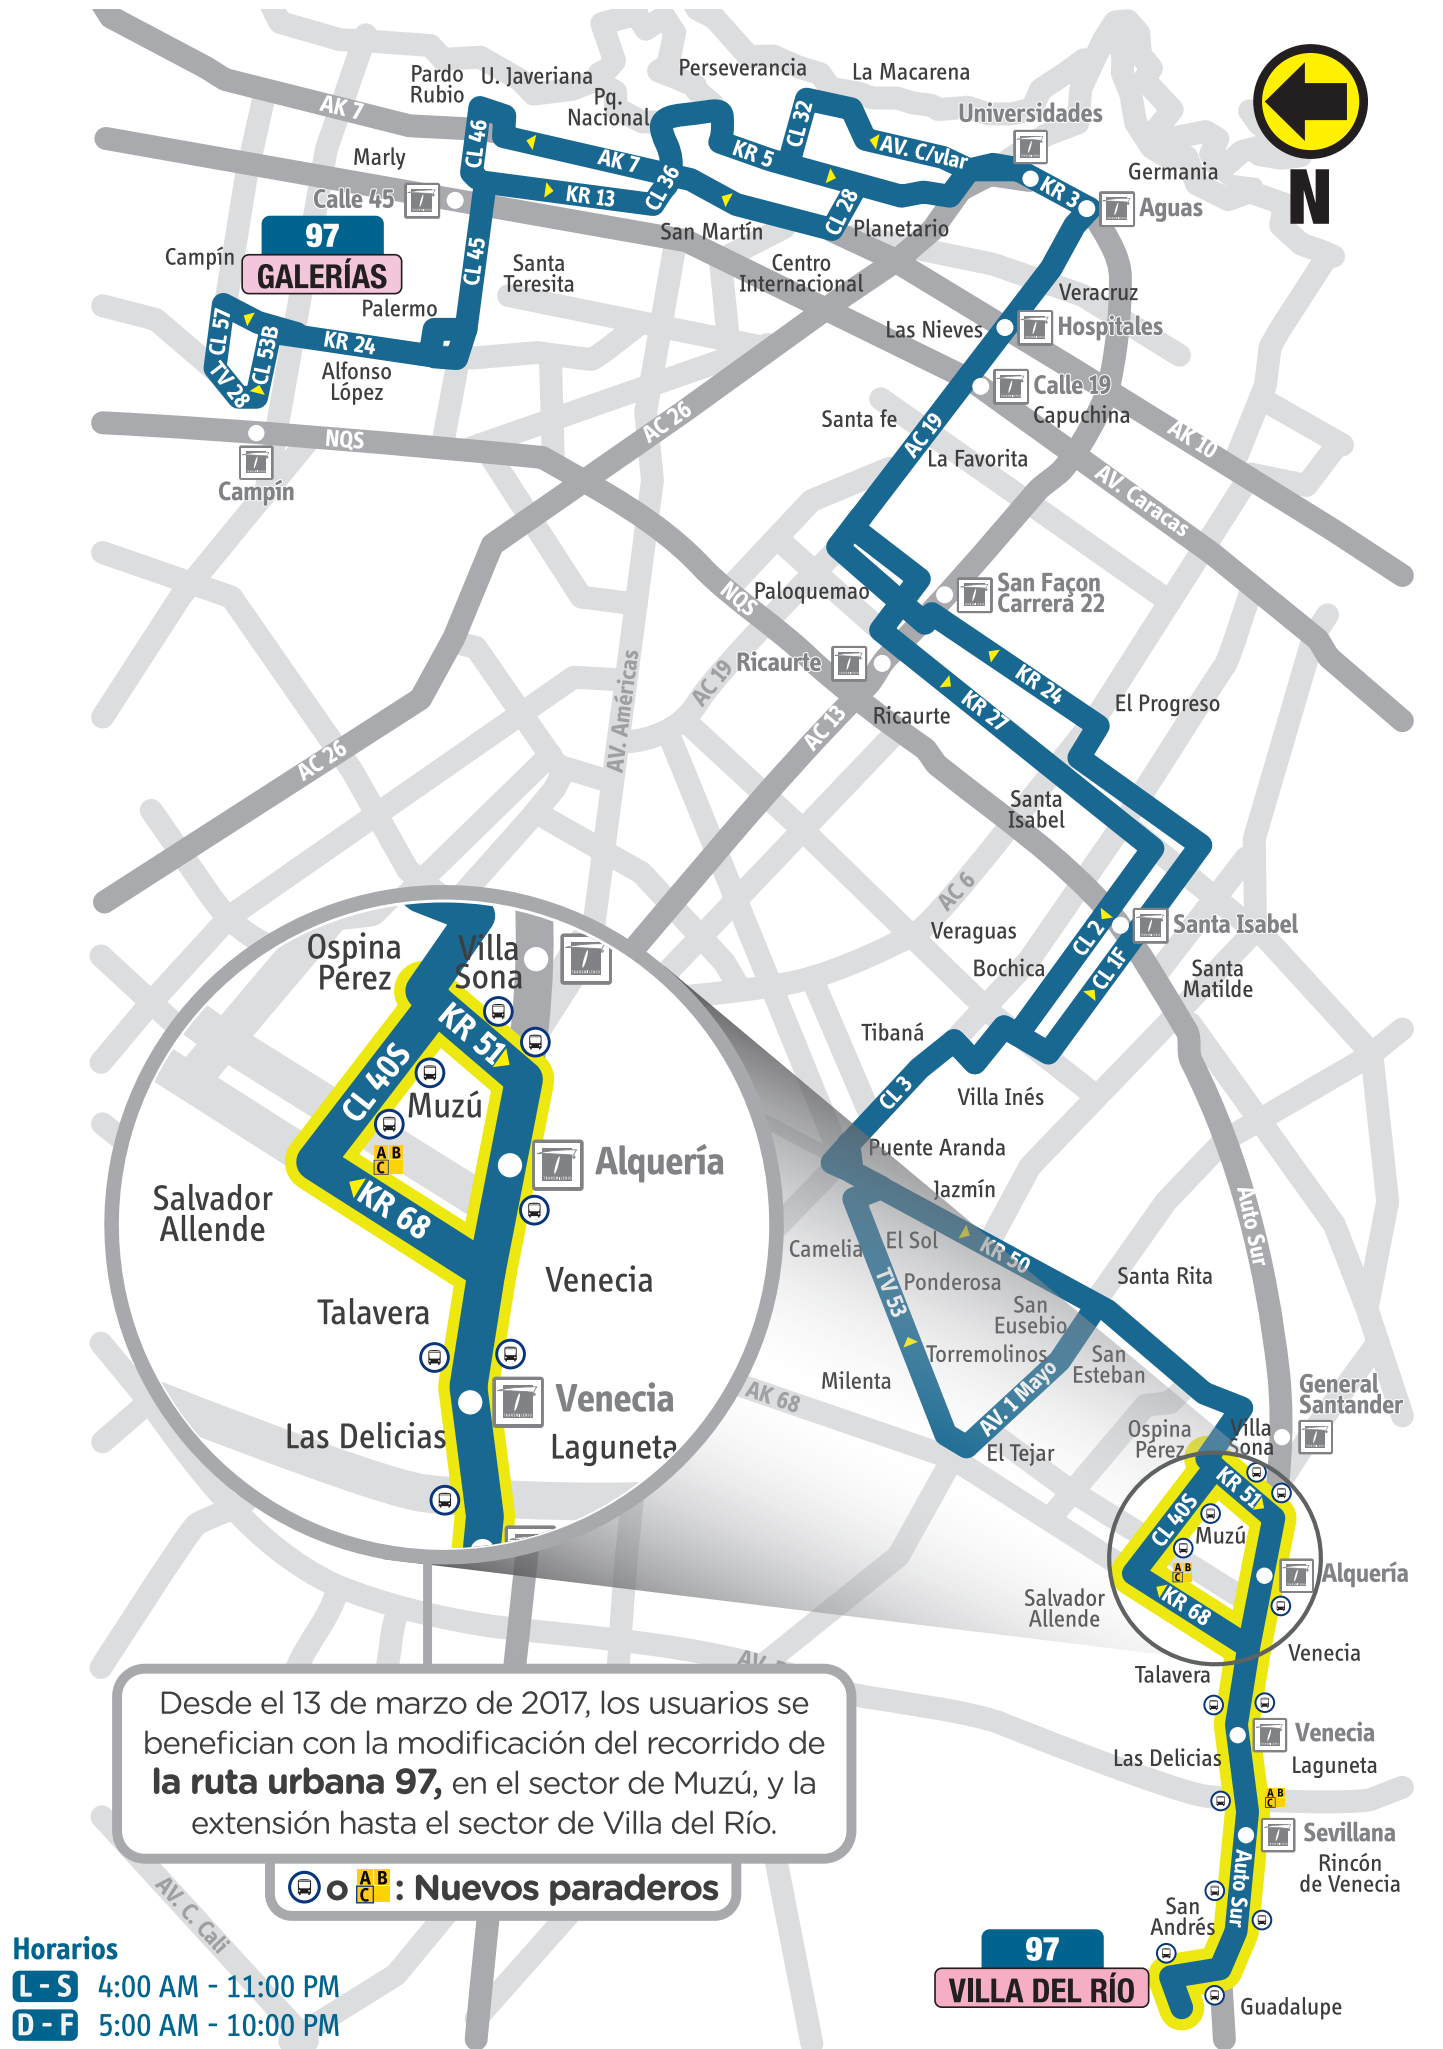 Pardo
Rubio
U. Javeriana
Perseverancia
La Macarena
Pq.
Nacional
AK 7
CL 46
CL 32
Universidades
Marly
AK 7
KR 5
AV. C/vlar
KR 3
Germania
Calle 45
KR 13
CL 36
CL 28
Aguas
N
97
GALERÍAS
Campín
CL 45
Santa
Teresita
San Martín
Planetario
Centro
Internacional
Palermo
Veracruz
CL 57
CL 53B
TV 28
KR 24
Alfonso
López
Las Nieves
Hospitales
Calle 19
Capuchina
Santa fe
AC 26
AC 19
AK 10
NQS
La Favorita
Campín
AV. Caracas
NQS
Paloquemao
San Façon
Carrera 22
AV. Américas
AC 19
Ricaurte
KR 24
AC 26
AC 13
Ricaurte
KR 27
El Progreso
Santa
Isabel
AC 6
Veraguas
CL 2
Santa Isabel
Bochica
CL 1F
Santa
Matilde
Tibaná
CL 3
Villa Inés
Puente Aranda
Jazmín
Auto Sur
Camelia
El Sol
KR 50
TV 53
Ponderosa
Santa Rita
San
Eusebio
Torremolinos
San
Esteban
Milenta
AV. 1 Mayo
AK 68
El Tejar
General
Santander
Ospina
Pérez
Villa
Sona
KR 51
CL 40S
Muzú
A B
C
Alquería
KR 68
Salvador
Allende
Venecia
Talavera
Venecia
Las Delicias
Laguneta
A B
C
Sevillana
Rincón
de Venecia
Auto Sur
San
Andrés
97
VILLA DEL RÍO
Guadalupe
Ospina
Pérez
Villa
Sona
KR 51
CL 40S
Muzú
A B
C
Alquería
Salvador
Allende
KR 68
Venecia
Talavera
Venecia
Las Delicias
Laguneta
AV.
Desde el 13 de marzo de 2017, los usuarios se
benefician con la modificación del recorrido de
la ruta urbana 97, en el sector de Muzú, y la
extensión hasta el sector de Villa del Río.
o A B C : Nuevos paraderos
AV. C. Cali
Horarios
L - S 4:00 AM - 11:00 PM
D - F 5:00 AM - 10:00 PM